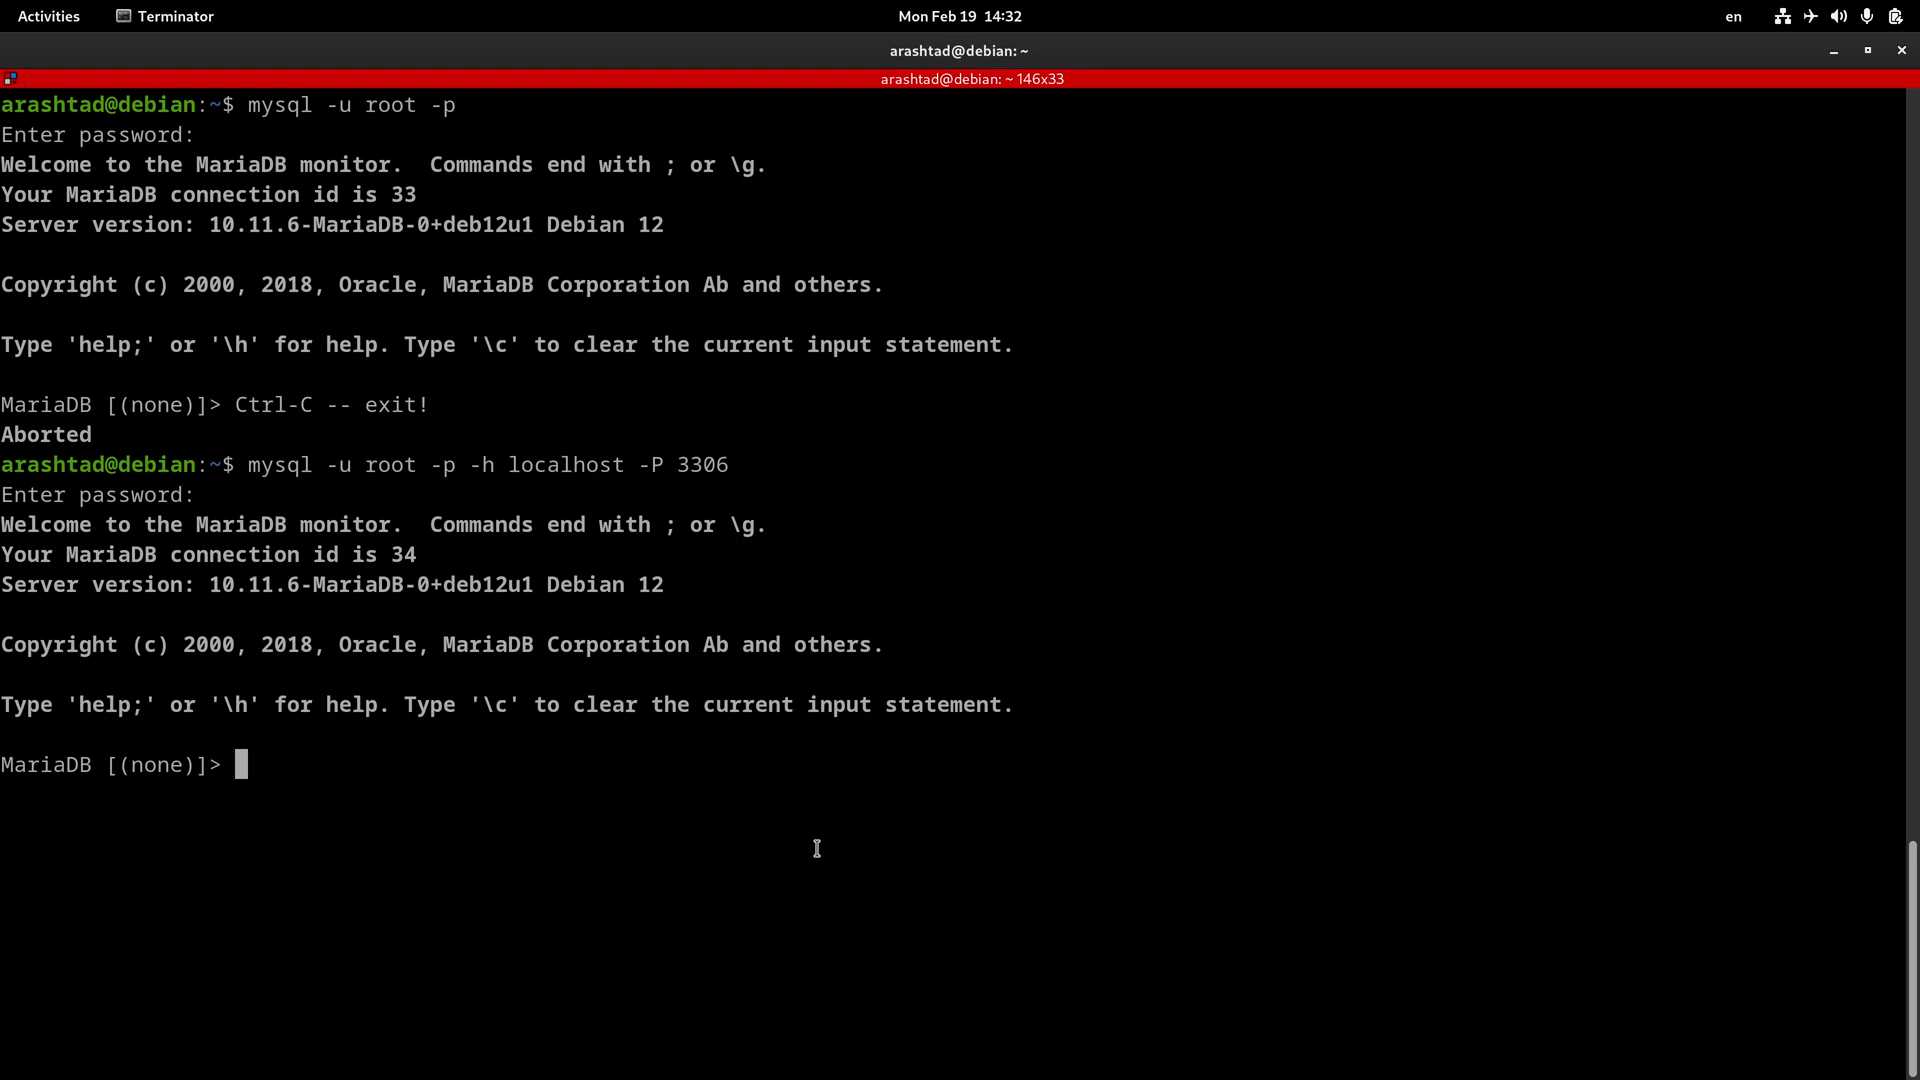 Activities Terminator Mon Feb 19 14:32 en
arashtad@debian: ~
arashtad@debian: ~ 146x33
arashtad@debian:~$ mysql -u root -p
Enter password:
Welcome to the MariaDB monitor.  Commands end with ; or \g.
Your MariaDB connection id is 33
Server version: 10.11.6-MariaDB-0+deb12u1 Debian 12
Copyright (c) 2000, 2018, Oracle, MariaDB Corporation Ab and others.
Type 'help;' or '\h' for help. Type '\c' to clear the current input statement.
MariaDB [(none)]> Ctrl-C -- exit!
Aborted
arashtad@debian:~$ mysql -u root -p -h localhost -P 3306
Enter password:
Welcome to the MariaDB monitor.  Commands end with ; or \g.
Your MariaDB connection id is 34
Server version: 10.11.6-MariaDB-0+deb12u1 Debian 12
Copyright (c) 2000, 2018, Oracle, MariaDB Corporation Ab and others.
Type 'help;' or '\h' for help. Type '\c' to clear the current input statement.
MariaDB [(none)]>